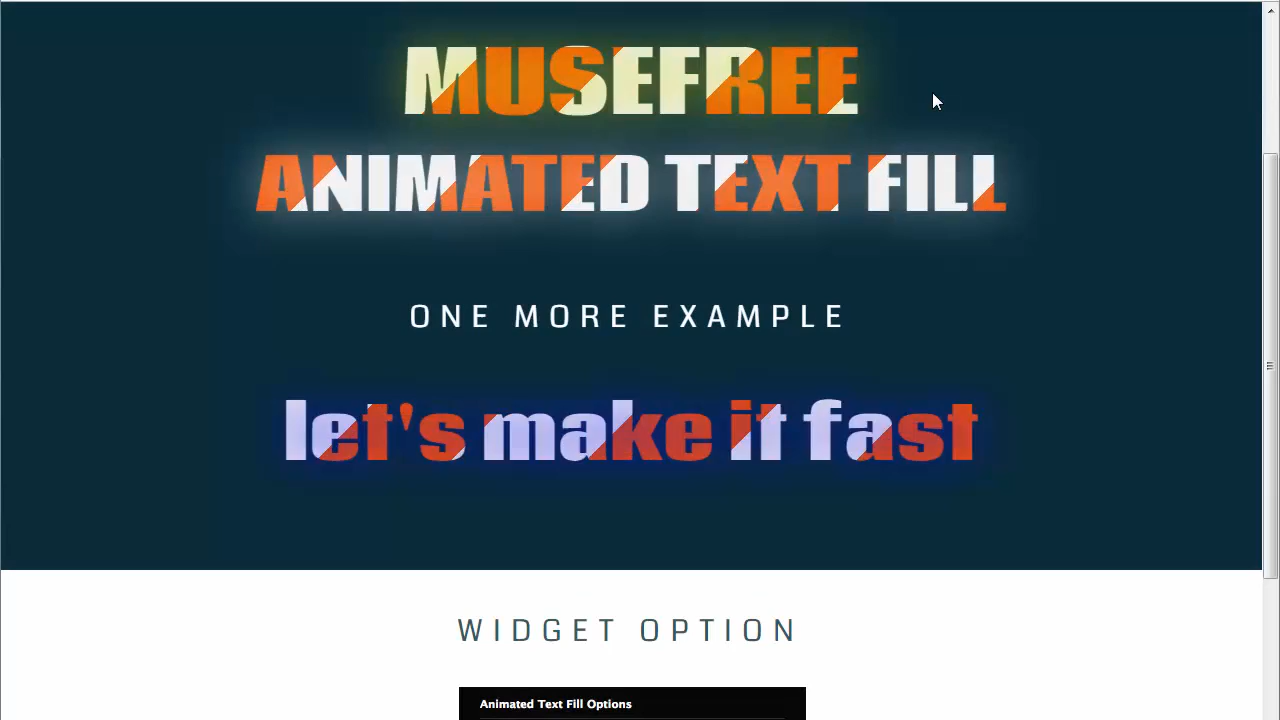 MUSEFREE
ANIMATED TEXT FILL
ONE MORE EXAMPLE
let's make it fast
WIDGET OPTION
Animated Text Fill Options